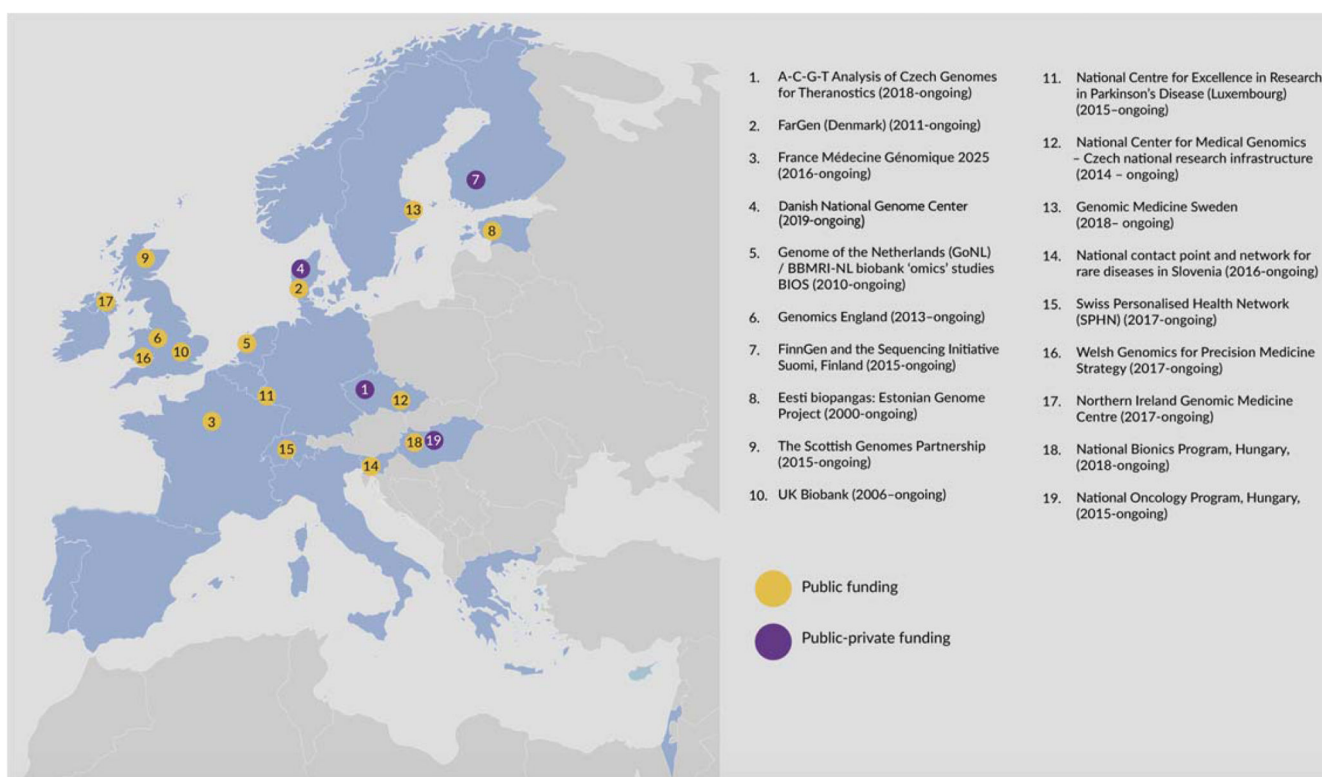 1. A-C-G-T Analysis of Czech Genomes
for Theranostics (2018-ongoing)
2. FarGen (Denmark) (2011-ongoing)
3. France Médecine Génomique 2025
(2016-ongoing)
4. Danish National Genome Center
(2019-ongoing)
5. Genome of the Netherlands (GoNL)
/ BBMRI-NL biobank ‘omics’ studies
BIOS (2010-ongoing)
6. Genomics England (2013–ongoing)
7. FinnGen and the Sequencing Initiative
Suomi, Finland (2015-ongoing)
8. Eesti biopangas: Estonian Genome
Project (2000-ongoing)
9. The Scottish Genomes Partnership
(2015-ongoing)
10. UK Biobank (2006–ongoing)
11. National Centre for Excellence in Research
in Parkinson’s Disease (Luxembourg)
(2015–ongoing)
12. National Center for Medical Genomics
– Czech national research infrastructure
(2014 – ongoing)
13. Genomic Medicine Sweden
(2018– ongoing)
14. National contact point and network for
rare diseases in Slovenia (2016-ongoing)
15. Swiss Personalised Health Network
(SPHN) (2017-ongoing)
16. Welsh Genomics for Precision Medicine
Strategy (2017-ongoing)
17. Northern Ireland Genomic Medicine
Centre (2017-ongoing)
18. National Bionics Program, Hungary,
(2018-ongoing)
19. National Oncology Program, Hungary,
(2015-ongoing)
Public funding
Public-private funding
7
13
8
9
4
2
17
6
16
10
5
11
1
12
3
15
18
19
14